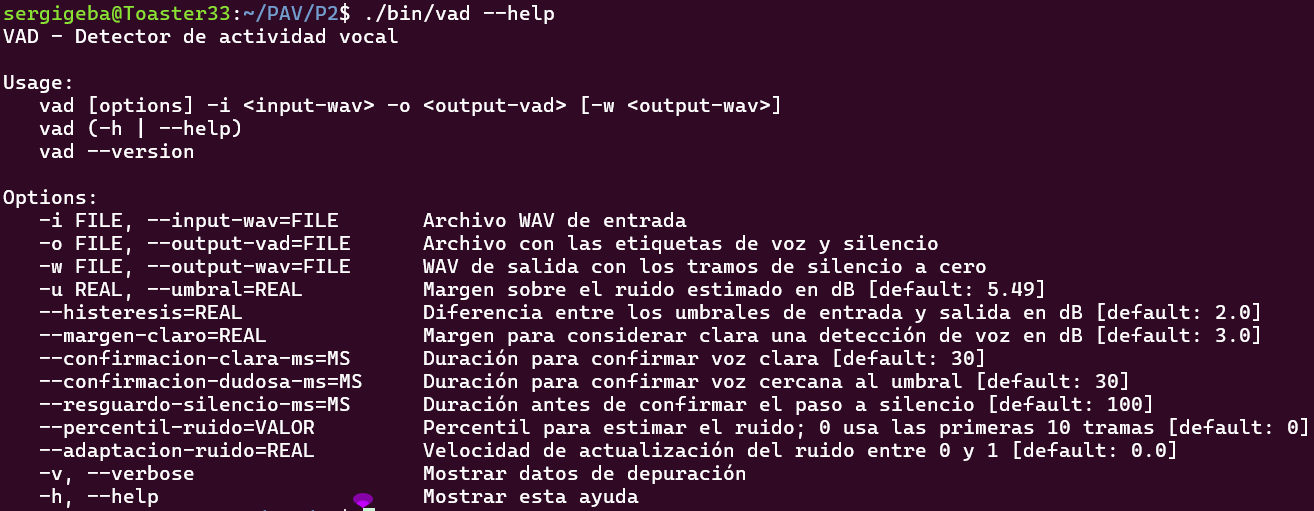 sergigeba@Toaster33:~/PAV/P2$ ./bin/vad --help
VAD - Detector de actividad vocal
Usage:
vad [options] -i <input-wav> -o <output-vad> [-w <output-wav>]
vad (-h | --help)
vad --version
Options:
-i FILE, --input-wav=FILE Archivo WAV de entrada
-o FILE, --output-vad=FILE Archivo con las etiquetas de voz y silencio
-w FILE, --output-wav=FILE WAV de salida con los tramos de silencio a cero
-u REAL, --umbral=REAL Margen sobre el ruido estimado en dB [default: 5.49]
--histeresis=REAL Diferencia entre los umbrales de entrada y salida en dB [default: 2.0]
--margen-claro=REAL Margen para considerar clara una detección de voz en dB [default: 3.0]
--confirmacion-clara-ms=MS Duración para confirmar voz clara [default: 30]
--confirmacion-dudosa-ms=MS Duración para confirmar voz cercana al umbral [default: 30]
--resguardo-silencio-ms=MS Duración antes de confirmar el paso a silencio [default: 100]
--percentil-ruido=VALOR Percentil para estimar el ruido; 0 usa las primeras 10 tramas [default: 0]
--adaptacion-ruido=REAL Velocidad de actualización del ruido entre 0 y 1 [default: 0.0]
-v, --verbose Mostrar datos de depuración
-h, --help Mostrar esta ayuda